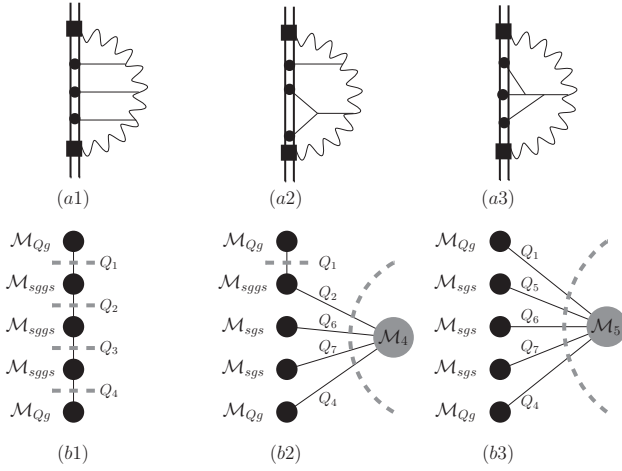 (a1) (a2) (a3)
M_Qg M_Qg M_Qg
Q_1 Q_1 Q_1
M_sggs M_sggs M_sgs
Q_2 Q_2 Q_5
M_sggs M_sgs M_sgs
Q_6 Q_6
M_4 M_5
Q_3 Q_7 Q_7
M_sggs M_sgs M_sgs
Q_4 Q_4 Q_4
M_Qg M_Qg M_Qg
(b1) (b2) (b3)